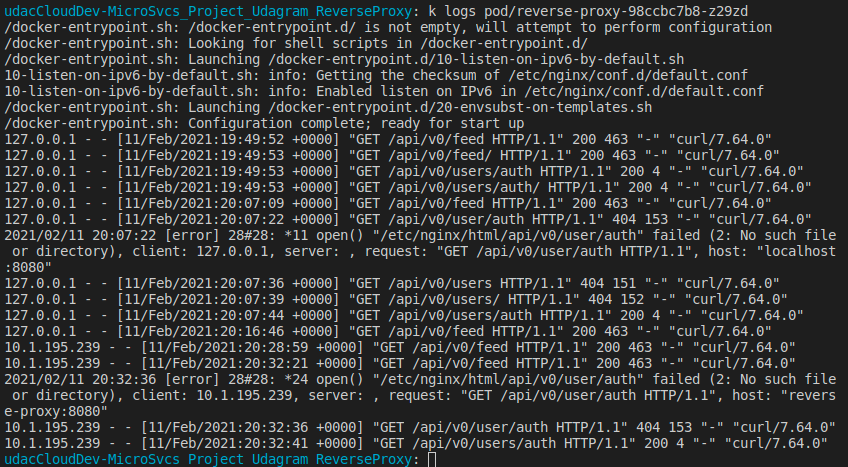 udacCloudDev-MicroSvcs_Project_Udagram_ReverseProxy: k logs pod/reverse-proxy-98ccbc7b8-z29zd
/docker-entrypoint.sh: /docker-entrypoint.d/ is not empty, will attempt to perform configuration
/docker-entrypoint.sh: Looking for shell scripts in /docker-entrypoint.d/
/docker-entrypoint.sh: Launching /docker-entrypoint.d/10-listen-on-ipv6-by-default.sh
10-listen-on-ipv6-by-default.sh: info: Getting the checksum of /etc/nginx/conf.d/default.conf
10-listen-on-ipv6-by-default.sh: info: Enabled listen on IPv6 in /etc/nginx/conf.d/default.conf
/docker-entrypoint.sh: Launching /docker-entrypoint.d/20-envsubst-on-templates.sh
/docker-entrypoint.sh: Configuration complete; ready for start up
127.0.0.1 - - [11/Feb/2021:19:49:52 +0000] "GET /api/v0/feed HTTP/1.1" 200 463 "-" "curl/7.64.0"
127.0.0.1 - - [11/Feb/2021:19:49:53 +0000] "GET /api/v0/feed/ HTTP/1.1" 200 463 "-" "curl/7.64.0"
127.0.0.1 - - [11/Feb/2021:19:49:53 +0000] "GET /api/v0/users/auth HTTP/1.1" 200 4 "-" "curl/7.64.0"
127.0.0.1 - - [11/Feb/2021:19:49:53 +0000] "GET /api/v0/users/auth/ HTTP/1.1" 200 4 "-" "curl/7.64.0"
127.0.0.1 - - [11/Feb/2021:20:07:09 +0000] "GET /api/v0/feed HTTP/1.1" 200 463 "-" "curl/7.64.0"
127.0.0.1 - - [11/Feb/2021:20:07:22 +0000] "GET /api/v0/user/auth HTTP/1.1" 404 153 "-" "curl/7.64.0"
2021/02/11 20:07:22 [error] 28#28: *11 open() "/etc/nginx/html/api/v0/user/auth" failed (2: No such file
 or directory), client: 127.0.0.1, server: , request: "GET /api/v0/user/auth HTTP/1.1", host: "localhost
:8080"
127.0.0.1 - - [11/Feb/2021:20:07:36 +0000] "GET /api/v0/users HTTP/1.1" 404 151 "-" "curl/7.64.0"
127.0.0.1 - - [11/Feb/2021:20:07:39 +0000] "GET /api/v0/users/ HTTP/1.1" 404 152 "-" "curl/7.64.0"
127.0.0.1 - - [11/Feb/2021:20:07:44 +0000] "GET /api/v0/users/auth HTTP/1.1" 200 4 "-" "curl/7.64.0"
127.0.0.1 - - [11/Feb/2021:20:16:46 +0000] "GET /api/v0/feed HTTP/1.1" 200 463 "-" "curl/7.64.0"
10.1.195.239 - - [11/Feb/2021:20:28:59 +0000] "GET /api/v0/feed HTTP/1.1" 200 463 "-" "curl/7.64.0"
10.1.195.239 - - [11/Feb/2021:20:32:21 +0000] "GET /api/v0/feed HTTP/1.1" 200 463 "-" "curl/7.64.0"
2021/02/11 20:32:36 [error] 28#28: *24 open() "/etc/nginx/html/api/v0/user/auth" failed (2: No such file
 or directory), client: 10.1.195.239, server: , request: "GET /api/v0/user/auth HTTP/1.1", host: "revers
e-proxy:8080"
10.1.195.239 - - [11/Feb/2021:20:32:36 +0000] "GET /api/v0/user/auth HTTP/1.1" 404 153 "-" "curl/7.64.0"
10.1.195.239 - - [11/Feb/2021:20:32:41 +0000] "GET /api/v0/users/auth HTTP/1.1" 200 4 "-" "curl/7.64.0"
udacCloudDev-MicroSvcs_Project_Udagram_ReverseProxy: